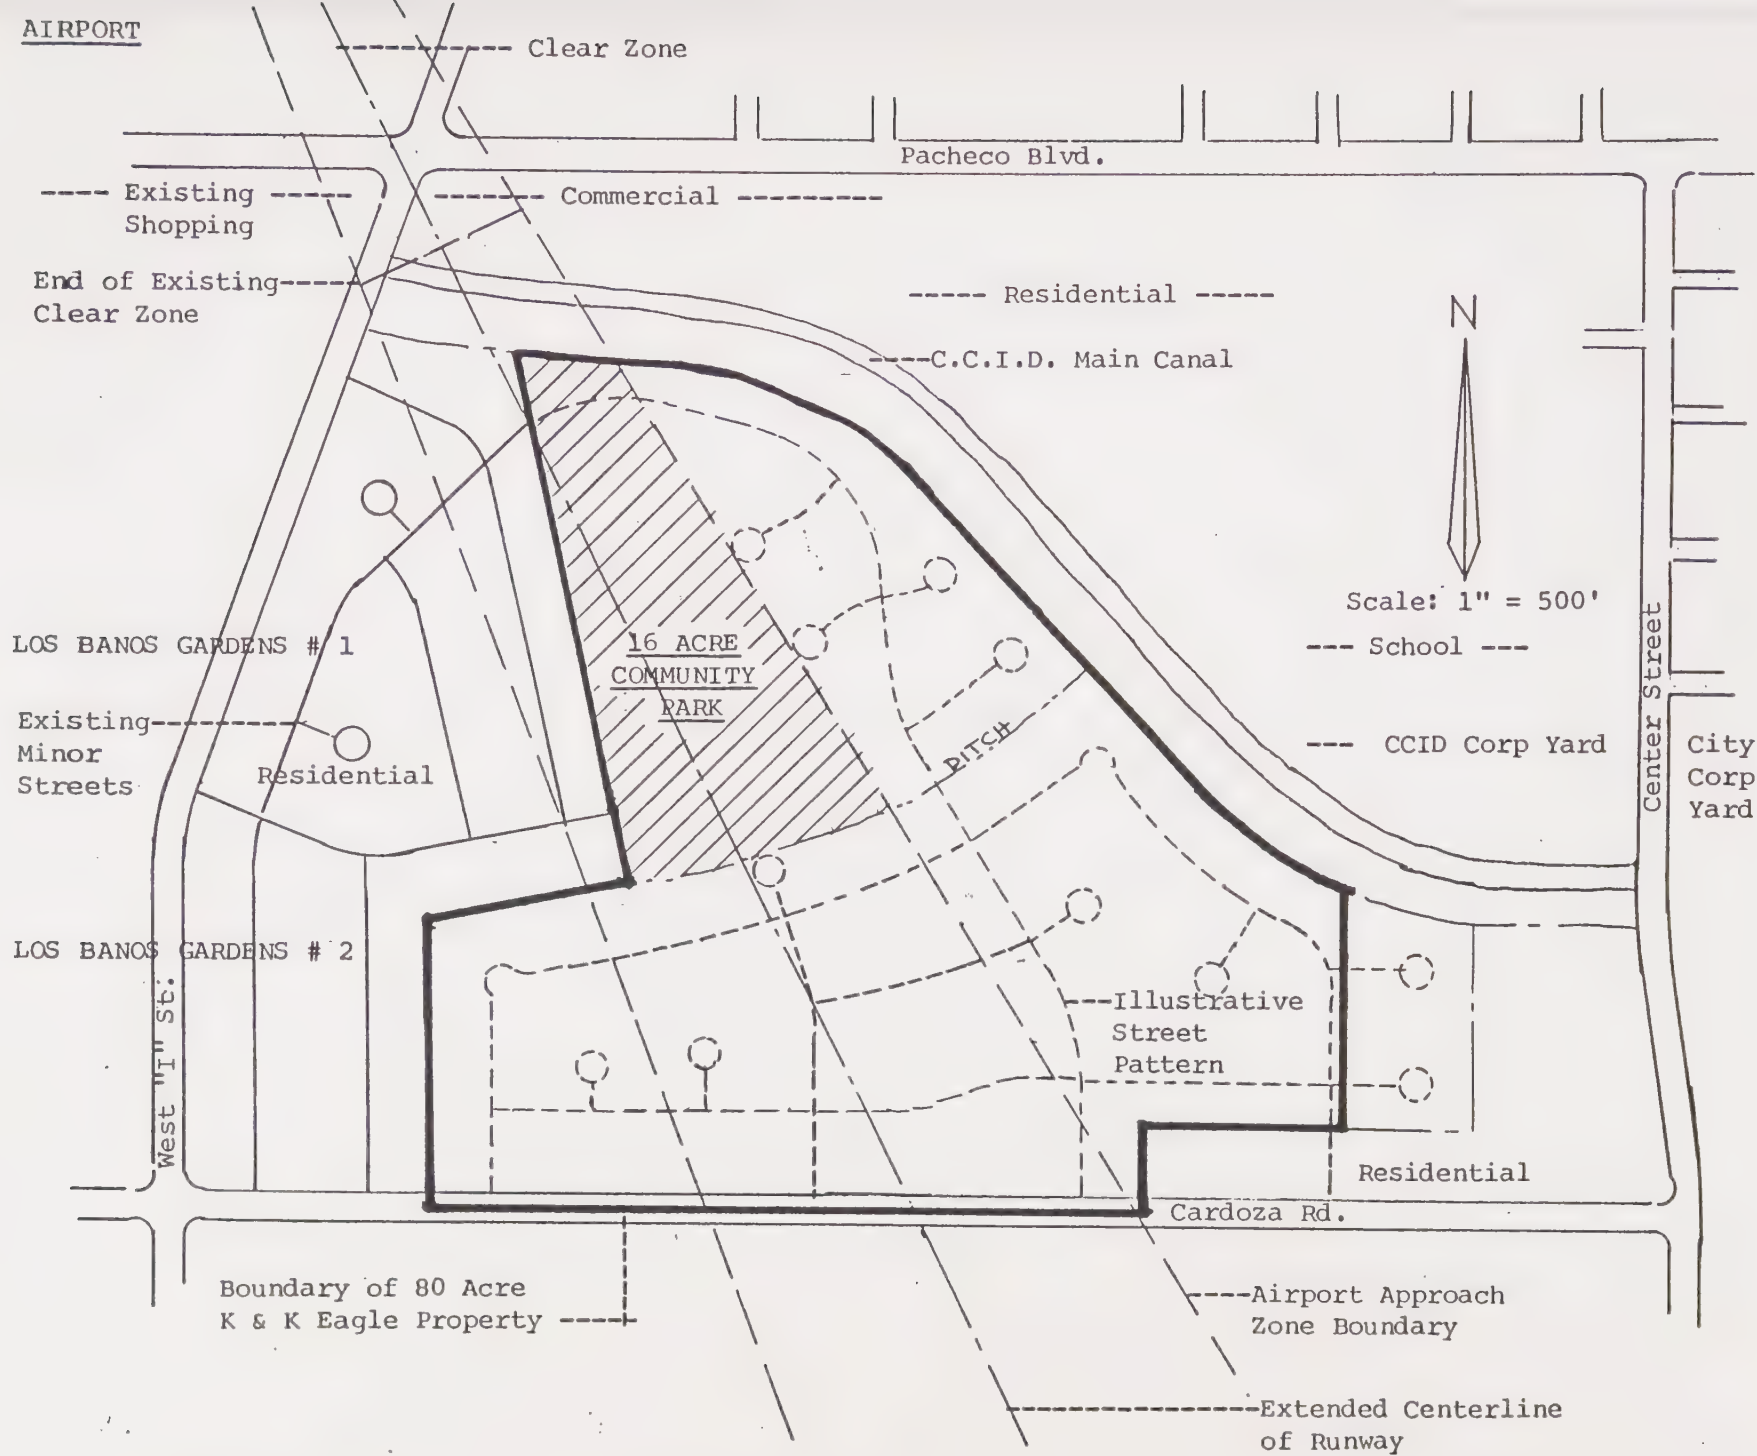 AIRPORT
Clear Zone
Pacheco Blvd.
Existing
Shopping
Commercial
End of Existing
Clear Zone
Residential
N
C.C.I.D. Main Canal
Scale: 1" = 500'
LOS BANOS GARDENS # 1
16 ACRE
COMMUNITY
PARK
School
Center Street
Existing
Minor
Streets
Residential
DITCH
CCID Corp Yard
City
Corp
Yard
LOS BANOS GARDENS # 2
West "I" St.
Illustrative
Street
Pattern
Residential
Cardoza Rd.
Boundary of 80 Acre
K & K Eagle Property
Airport Approach
Zone Boundary
Extended Centerline
of Runway